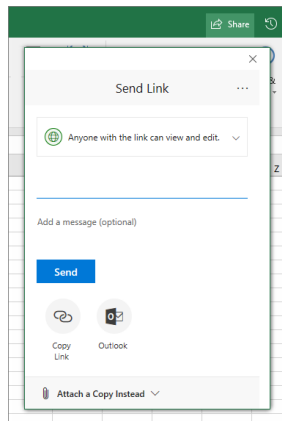 Share
Send Link
Anyone with the link can view and edit.
Z
Add a message (optional)
Send
Copy Link
Outlook
Attach a Copy Instead